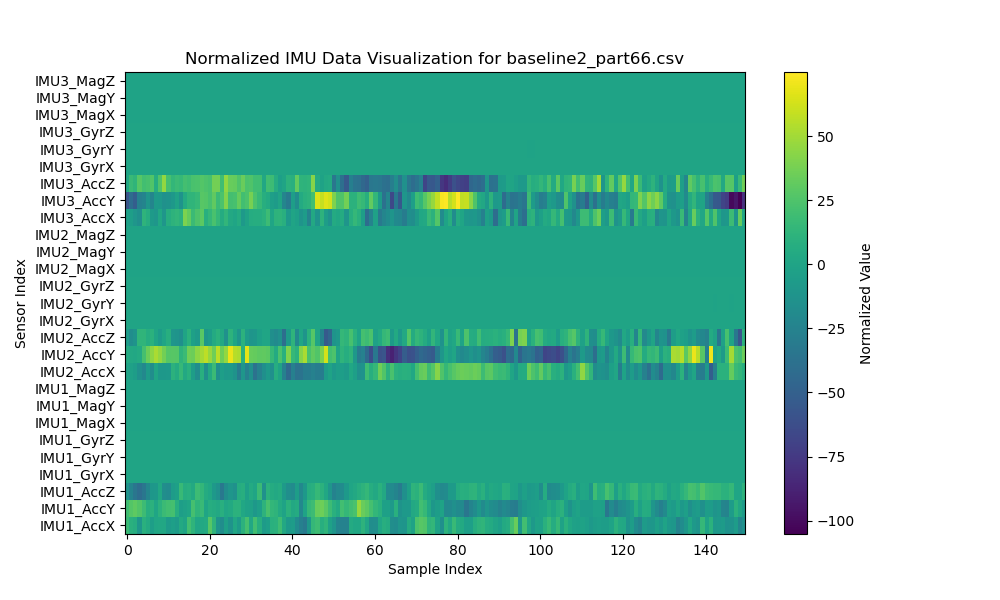 Normalized IMU Data Visualization for baseline2_part66.csv
IMU3_MagZ
IMU3_MagY
IMU3_MagX
IMU3_GyrZ
IMU3_GyrY
IMU3_GyrX
IMU3_AccZ
IMU3_AccY
IMU3_AccX
IMU2_MagZ
IMU2_MagY
IMU2_MagX
IMU2_GyrZ
IMU2_GyrY
IMU2_GyrX
IMU2_AccZ
IMU2_AccY
IMU2_AccX
IMU1_MagZ
IMU1_MagY
IMU1_MagX
IMU1_GyrZ
IMU1_GyrY
IMU1_GyrX
IMU1_AccZ
IMU1_AccY
IMU1_AccX
Sensor Index
0 20 40 60 80 100 120 140
Sample Index
50
25
0
−25
−50
−75
−100
Normalized Value